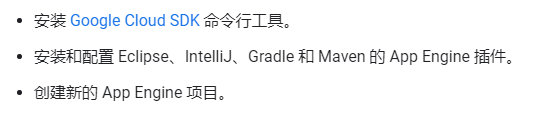 安装 Google Cloud SDK 命令行工具。
安装和配置 Eclipse、IntelliJ、Gradle 和 Maven 的 App Engine 插件。
创建新的 App Engine 项目。